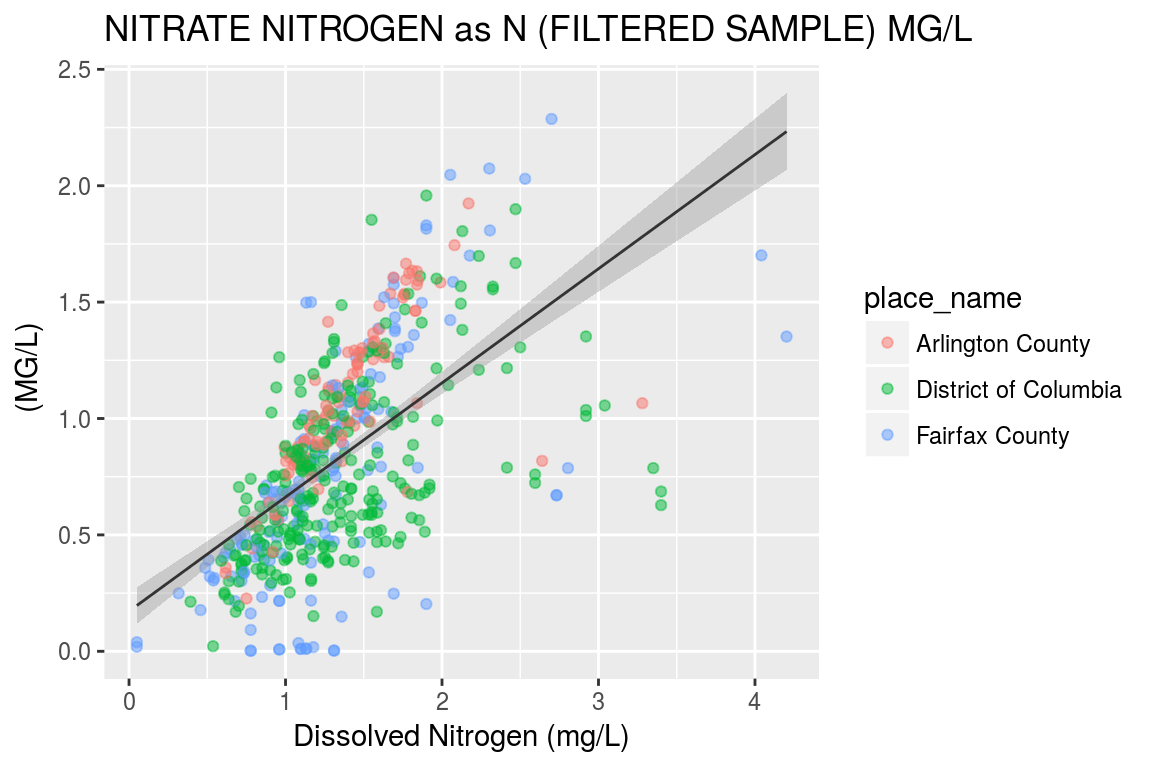 NITRATE NITROGEN as N (FILTERED SAMPLE) MG/L
2.5
2.0
1.5
1.0
0.5
0.0
(MG/L)
0 1 2 3 4
Dissolved Nitrogen (mg/L)
place_name
Arlington County
District of Columbia
Fairfax County